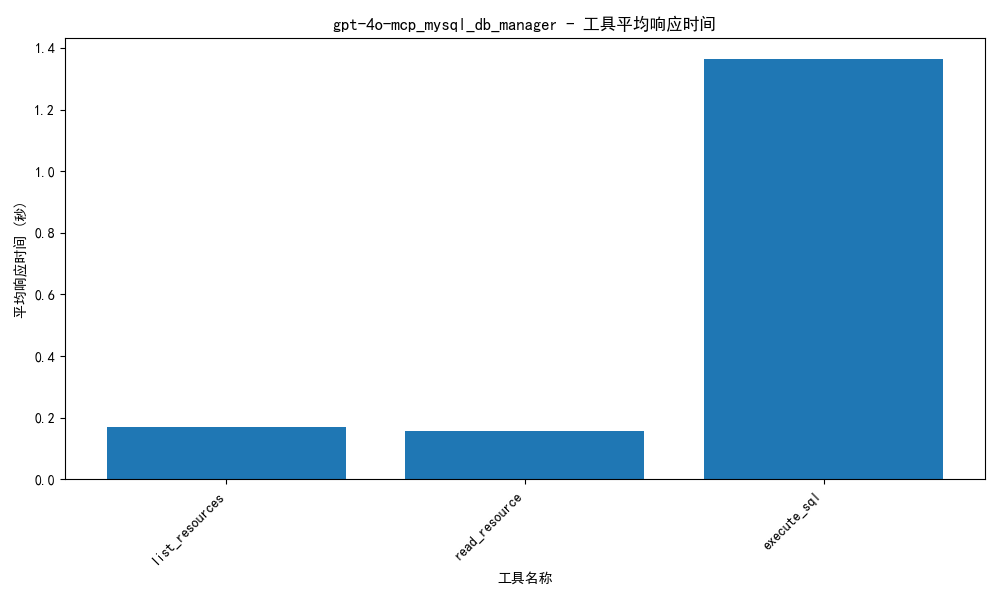 gpt-4o-mcp_mysql_db_manager - 工具平均响应时间
平均响应时间 (秒)
1.4
1.2
1.0
0.8
0.6
0.4
0.2
0.0
list_resources
read_resource
execute_sql
工具名称